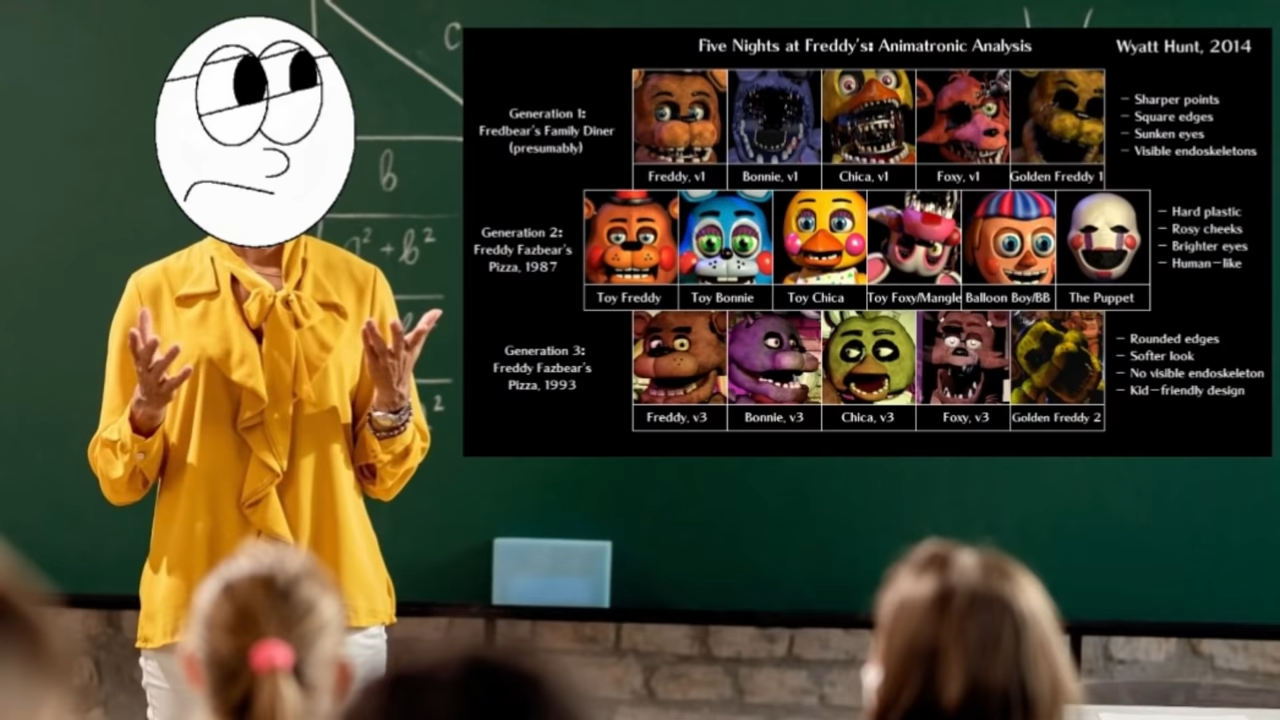 Five Nights at Freddy's: Animatronic Analysis
Wyatt Hunt, 2014
Generation 1:
Fredbear's Family Diner
(presumably)
Freddy, v1
Bonnie, v1
Chica, v1
Foxy, v1
Golden Freddy 1
– Sharper points
– Square edges
– Sunken eyes
– Visible endoskeletons
Generation 2:
Freddy Fazbear's
Pizza, 1987
Toy Freddy
Toy Bonnie
Toy Chica
Toy Foxy/Mangle
Balloon Boy/BB
The Puppet
– Hard plastic
– Rosy cheeks
– Brighter eyes
– Human–like
Generation 3:
Freddy Fazbear's
Pizza, 1993
Freddy, v3
Bonnie, v3
Chica, v3
Foxy, v3
Golden Freddy 2
– Rounded edges
– Softer look
– No visible endoskeleton
– Kid–friendly design
C
b
a² + b²
²